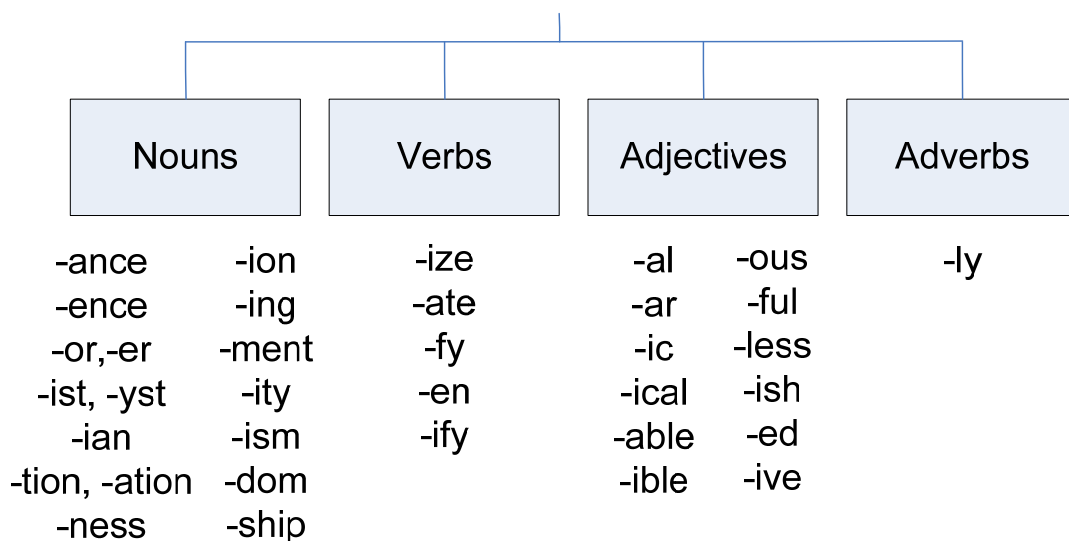 Nouns
Verbs
Adjectives
Adverbs
-ance
-ence
-or,-er
-ist, -yst
-ian
-tion, -ation
-ness
-ion
-ing
-ment
-ity
-ism
-dom
-ship
-ize
-ate
-fy
-en
-ify
-al
-ar
-ic
-ical
-able
-ible
-ous
-ful
-less
-ish
-ed
-ive
-ly